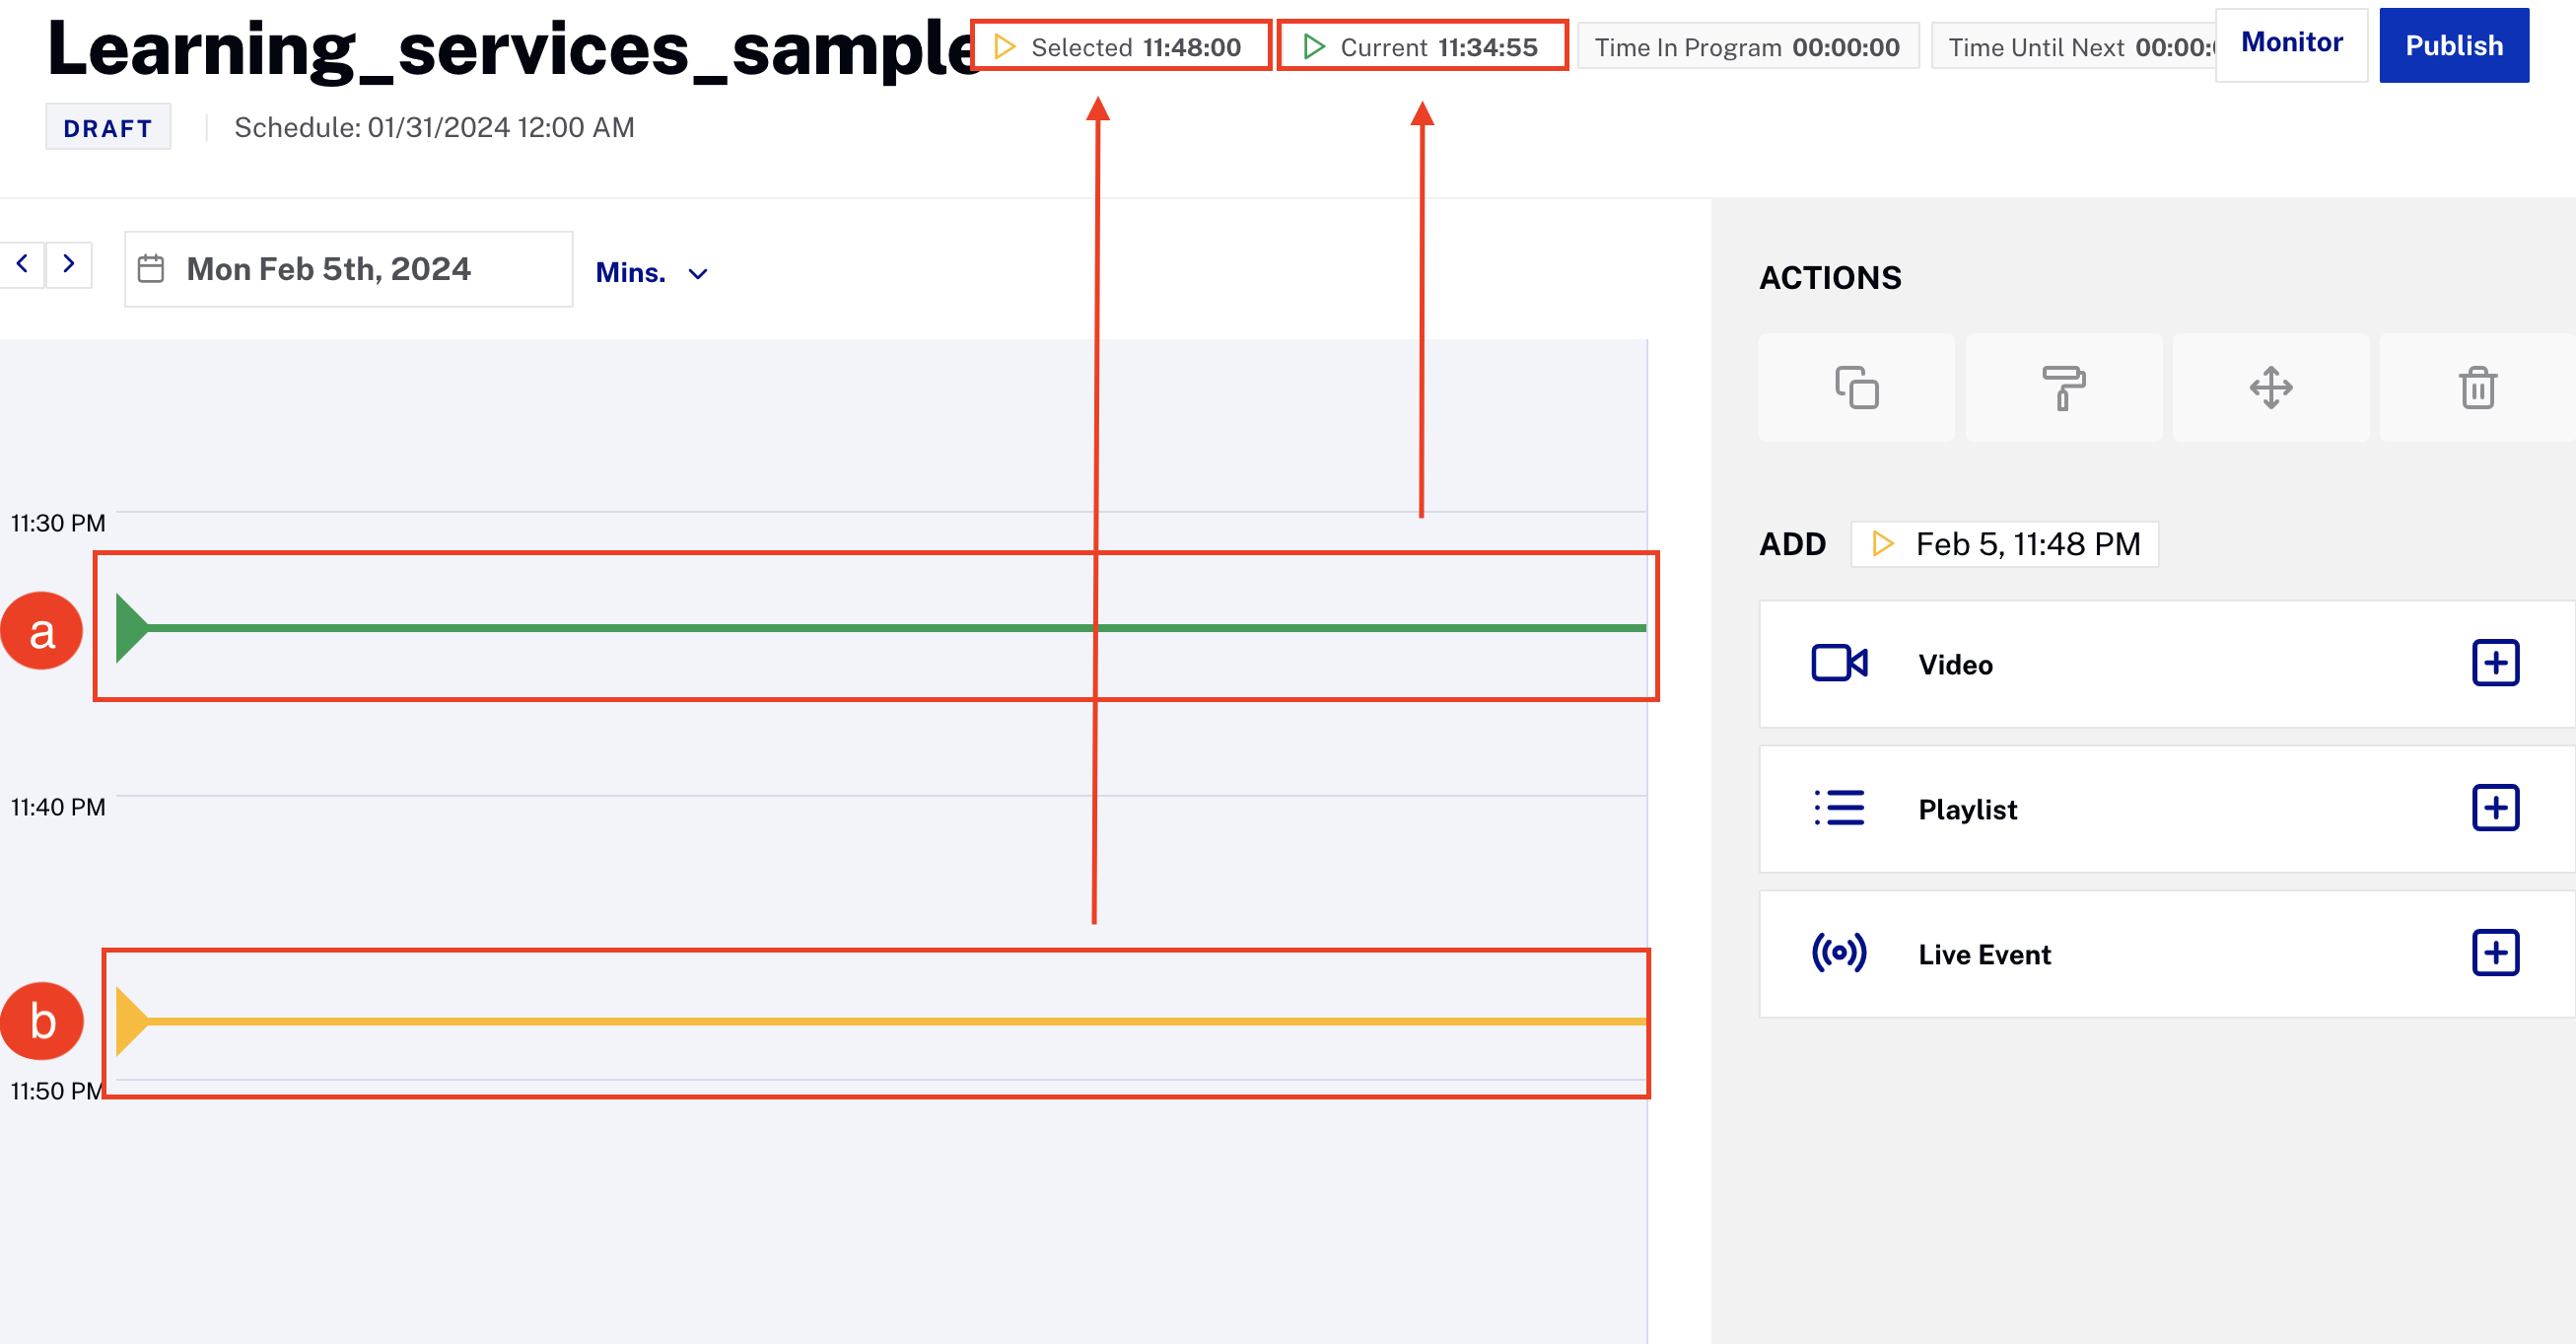 Learning_services_sample
Selected 11:48:00
Current 11:34:55
Time In Program 00:00:00
Time Until Next 00:00:
Monitor
Publish
DRAFT
Schedule: 01/31/2024 12:00 AM
Mon Feb 5th, 2024
Mins.
11:30 PM
a
11:40 PM
b
11:50 PM
ACTIONS
ADD
Feb 5, 11:48 PM
Video
Playlist
Live Event